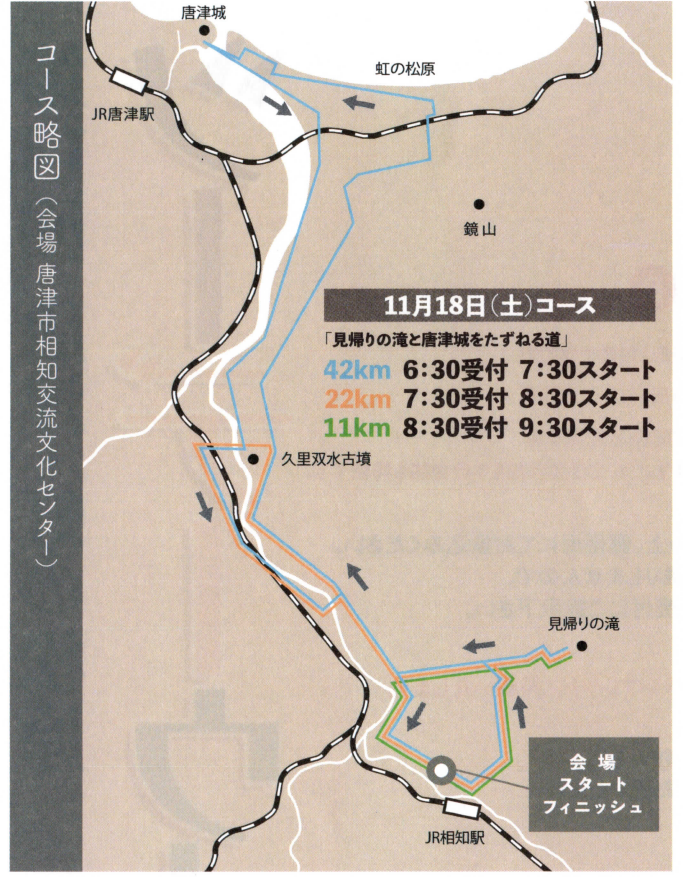 コース略図（会場 唐津市相知交流文化センター）
唐津城
虹の松原
JR唐津駅
鏡山
11月18日（土）コース
「見帰りの滝と唐津城をたずねる道」
42km 6：30受付 7：30スタート
22km 7：30受付 8：30スタート
11km 8：30受付 9：30スタート
久里双水古墳
見帰りの滝
会場
スタート
フィニッシュ
JR相知駅